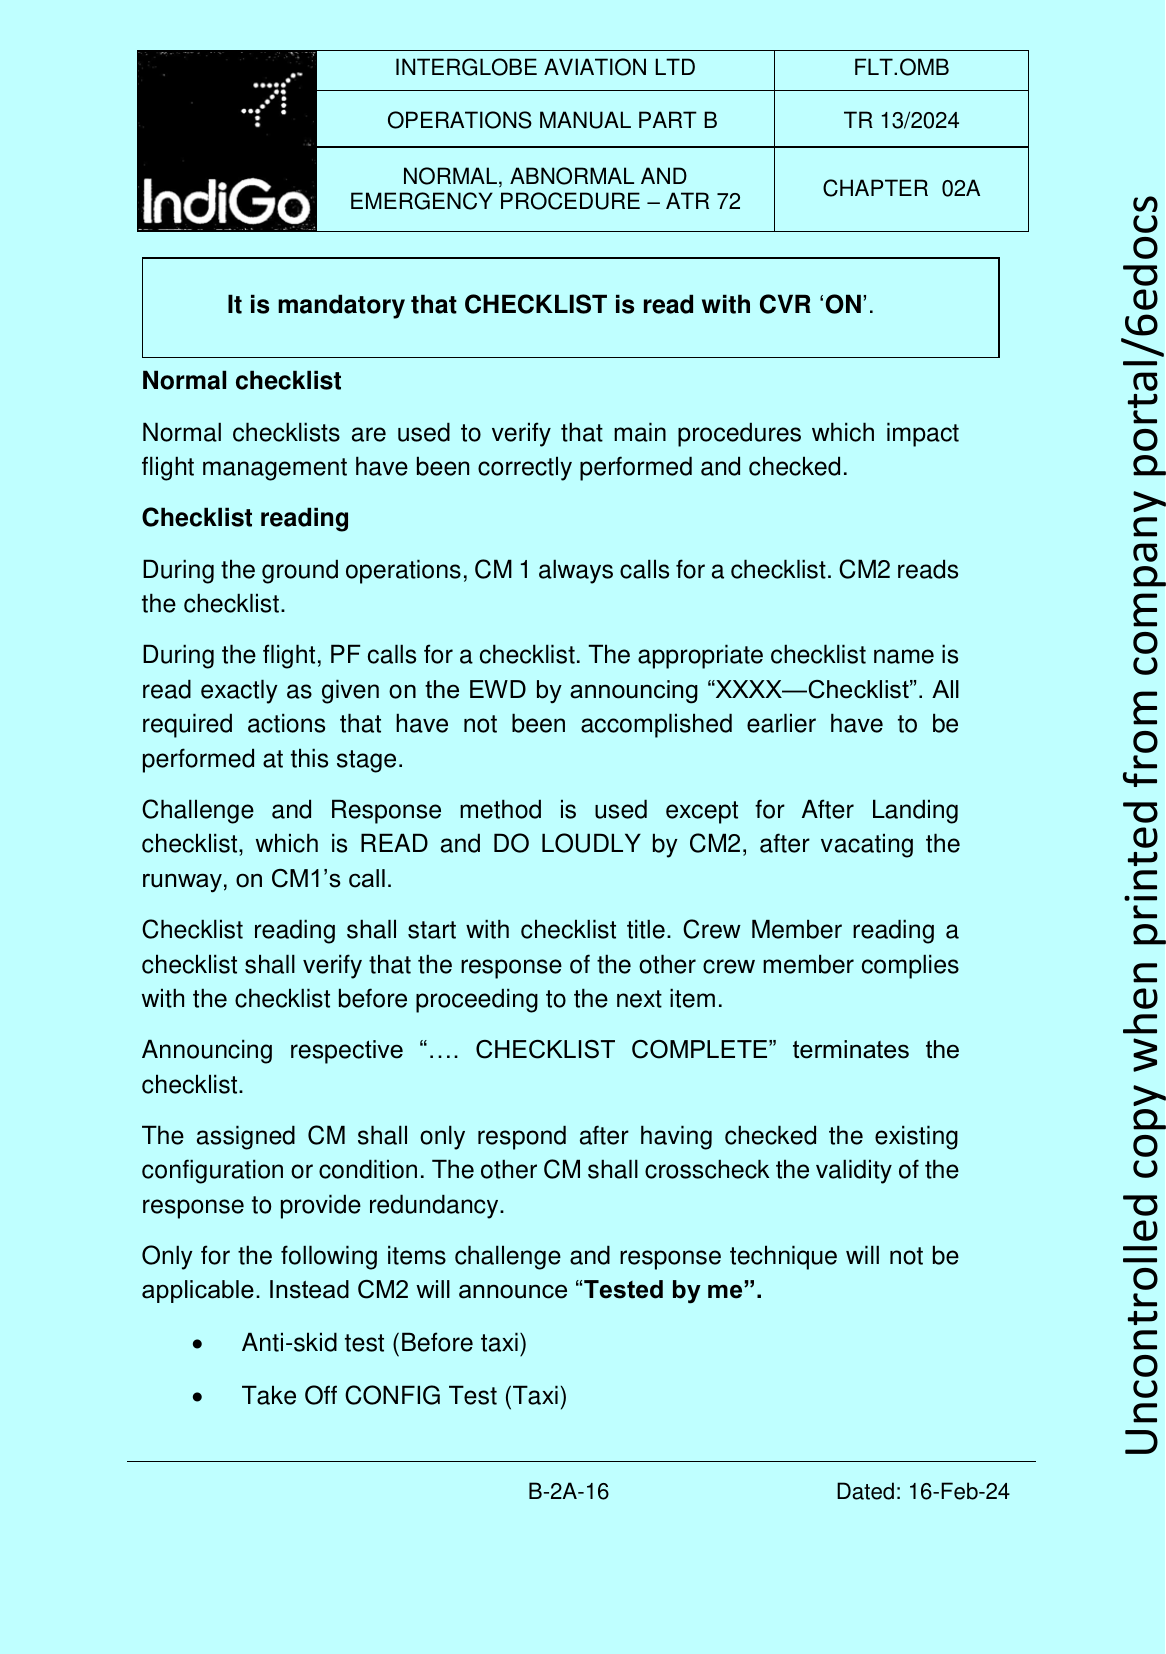 IndiGo
INTERGLOBE AVIATION LTD
FLT.OMB
OPERATIONS MANUAL PART B
TR 13/2024
NORMAL, ABNORMAL AND
EMERGENCY PROCEDURE – ATR 72
CHAPTER 02A
It is mandatory that CHECKLIST is read with CVR ‘ON’.
Normal checklist
Normal checklists are used to verify that main procedures which impact
flight management have been correctly performed and checked.
Checklist reading
During the ground operations, CM 1 always calls for a checklist. CM2 reads
the checklist.
During the flight, PF calls for a checklist. The appropriate checklist name is
read exactly as given on the EWD by announcing “XXXX—Checklist”. All
required actions that have not been accomplished earlier have to be
performed at this stage.
Challenge and Response method is used except for After Landing
checklist, which is READ and DO LOUDLY by CM2, after vacating the
runway, on CM1’s call.
Checklist reading shall start with checklist title. Crew Member reading a
checklist shall verify that the response of the other crew member complies
with the checklist before proceeding to the next item.
Announcing respective “…. CHECKLIST COMPLETE” terminates the
checklist.
The assigned CM shall only respond after having checked the existing
configuration or condition. The other CM shall crosscheck the validity of the
response to provide redundancy.
Only for the following items challenge and response technique will not be
applicable. Instead CM2 will announce “Tested by me”.
• Anti-skid test (Before taxi)
• Take Off CONFIG Test (Taxi)
B-2A-16
Dated: 16-Feb-24
Uncontrolled copy when printed from company portal/6edocs